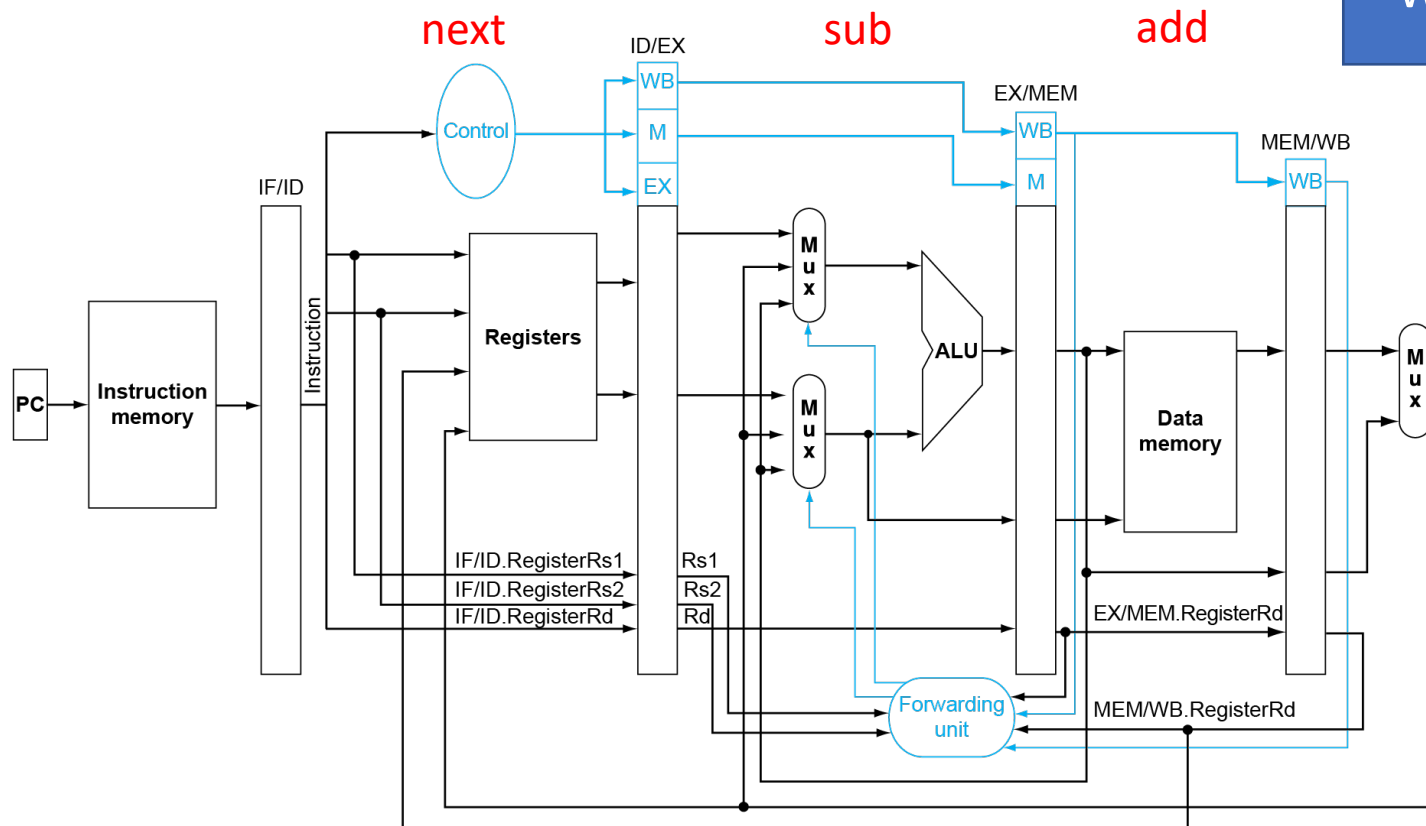 next
sub
add
ID/EX
WB
EX/MEM
Control
M
WB
MEM/WB
IF/ID
EX
M
WB
M
u
x
Instruction
Registers
ALU
M
u
x
PC
Instruction
memory
M
u
x
Data
memory
IF/ID.RegisterRs1
Rs1
IF/ID.RegisterRs2
Rs2
IF/ID.RegisterRd
Rd
EX/MEM.RegisterRd
Forwarding
unit
MEM/WB.RegisterRd